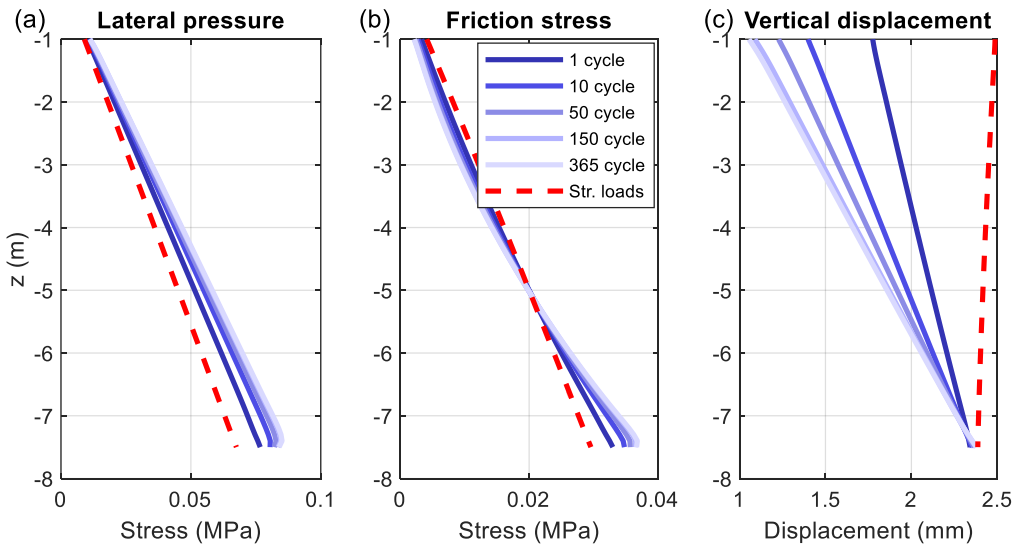 (a) Lateral pressure
-1
-2
-3
-4
-5
-6
-7
-8
z (m)
0 0.05 0.1
Stress (MPa)
(b) Friction stress
-1
-2
-3
-4
-5
-6
-7
-8
0 0.02 0.04
Stress (MPa)
1 cycle
10 cycle
50 cycle
150 cycle
365 cycle
Str. loads
(c) Vertical displacement
-1
-2
-3
-4
-5
-6
-7
-8
1 1.5 2 2.5
Displacement (mm)